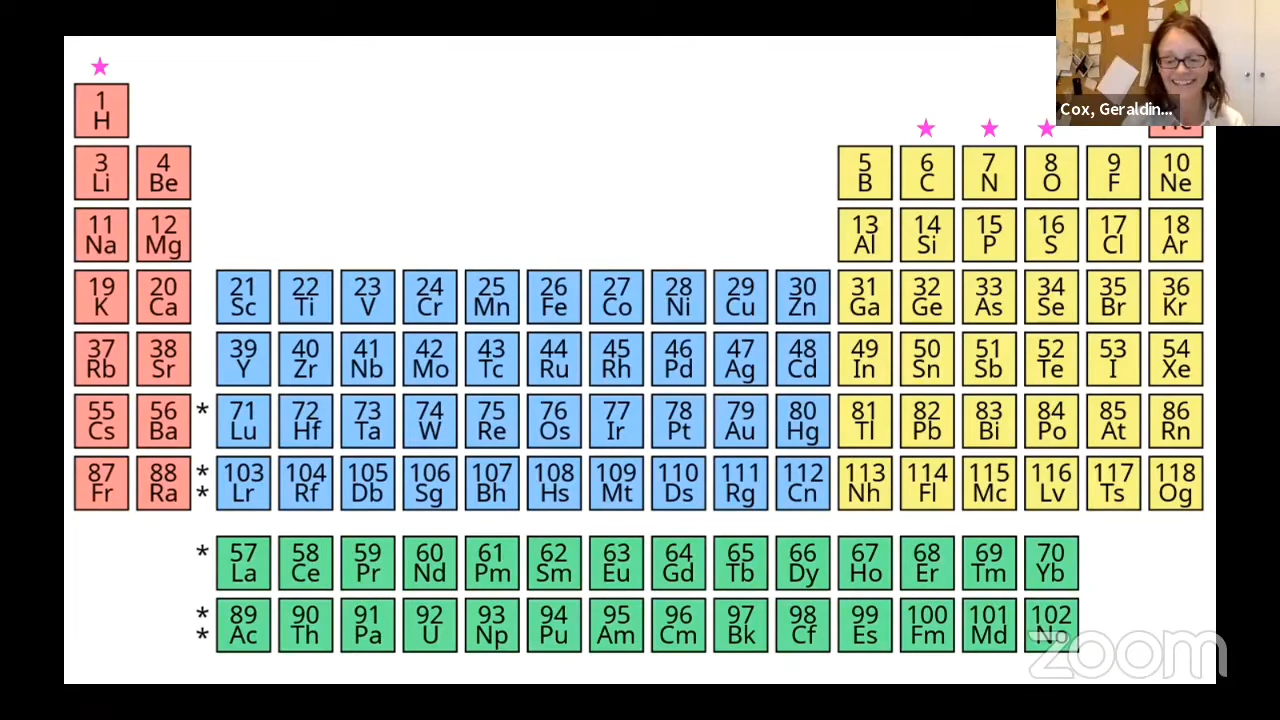 Cox, Geraldin...
1
H
He
3 4 5 6 7 8 9 10
Li Be B C N O F Ne
11 12 13 14 15 16 17 18
Na Mg Al Si P S Cl Ar
19 20 21 22 23 24 25 26 27 28 29 30 31 32 33 34 35 36
K Ca Sc Ti V Cr Mn Fe Co Ni Cu Zn Ga Ge As Se Br Kr
37 38 39 40 41 42 43 44 45 46 47 48 49 50 51 52 53 54
Rb Sr Y Zr Nb Mo Tc Ru Rh Pd Ag Cd In Sn Sb Te I Xe
55 56 * 71 72 73 74 75 76 77 78 79 80 81 82 83 84 85 86
Cs Ba Lu Hf Ta W Re Os Ir Pt Au Hg Tl Pb Bi Po At Rn
87 88 * 103 104 105 106 107 108 109 110 111 112 113 114 115 116 117 118
Fr Ra * Lr Rf Db Sg Bh Hs Mt Ds Rg Cn Nh Fl Mc Lv Ts Og
* 57 58 59 60 61 62 63 64 65 66 67 68 69 70
La Ce Pr Nd Pm Sm Eu Gd Tb Dy Ho Er Tm Yb
* 89 90 91 92 93 94 95 96 97 98 99 100 101 102
* Ac Th Pa U Np Pu Am Cm Bk Cf Es Fm Md No
zoom